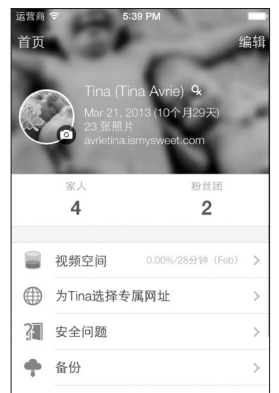 运营商 5:39 PM
首页 编辑
Tina (Tina Avrie)
Mar 21, 2013 (10个月29天)
23 张照片
avrietina.ismysweet.com
家人 粉丝团
4 2
视频空间 0.00%/28分钟 (Feb)
为Tina选择专属网址
安全问题
备份